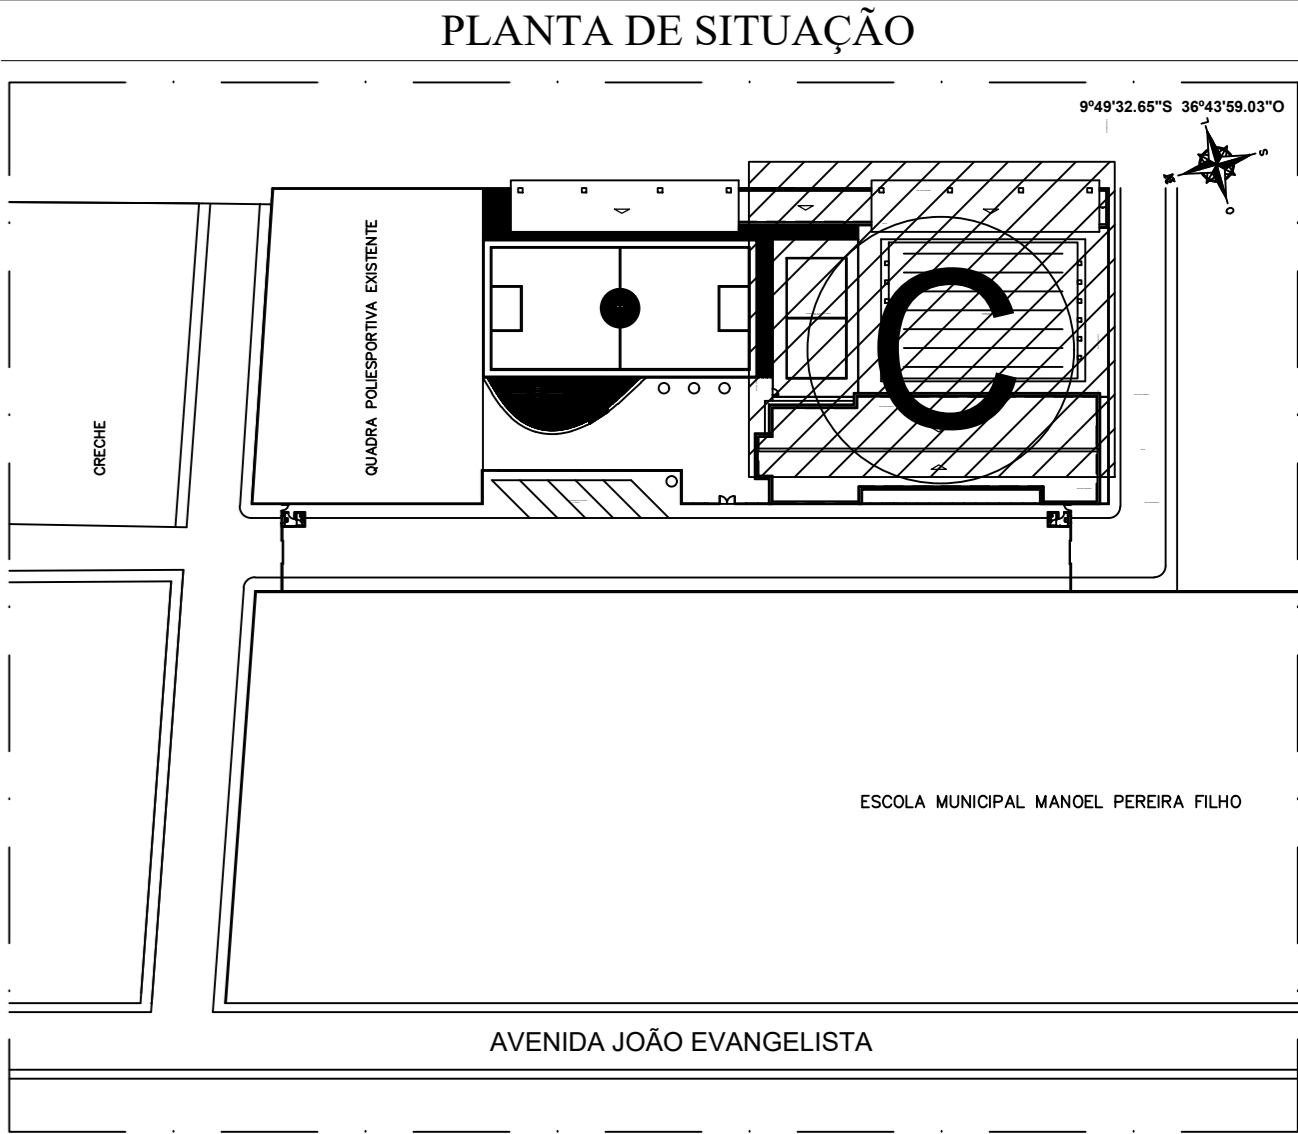 PLANTA DE SITUAÇÃO
9º49'32.65"S 36º43'59.03"O
L
S
O
QUADRA POLIESPORTIVA EXISTENTE
CRECHE
C
ESCOLA MUNICIPAL MANOEL PEREIRA FILHO
AVENIDA JOÃO EVANGELISTA